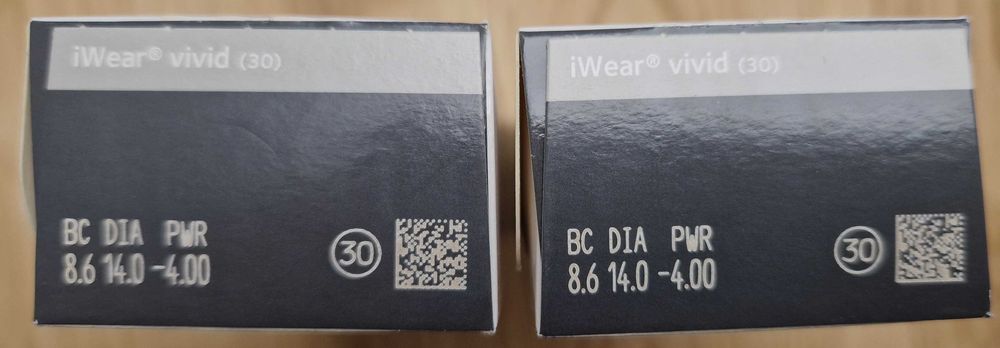 iWear® vivid (30)
BC DIA PWR
8.6 14.0 -4.00
30
iWear® vivid (30)
BC DIA PWR
8.6 14.0 -4.00
30